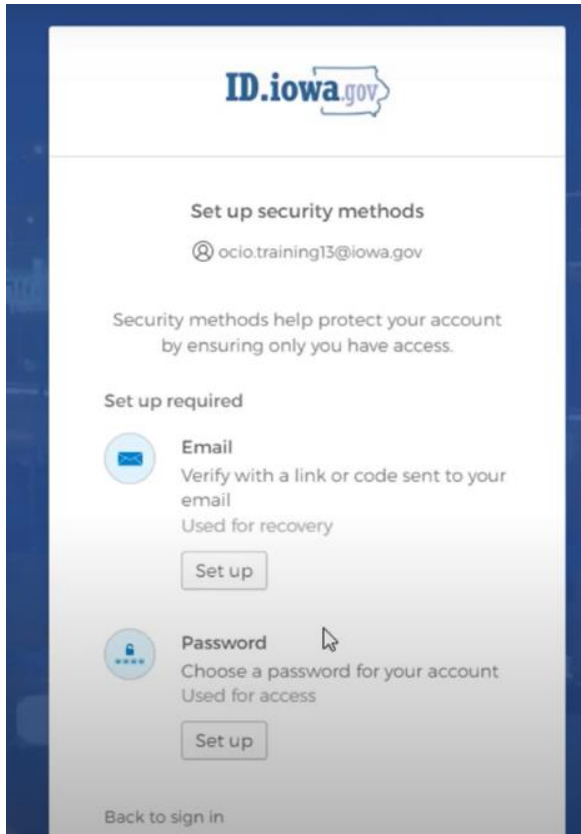 ID.iowa.gov
Set up security methods
ocio.training13@iowa.gov
Security methods help protect your account
by ensuring only you have access.
Set up required
Email
Verify with a link or code sent to your
email
Used for recovery
Set up
Password
Choose a password for your account
Used for access
Set up
Back to sign in